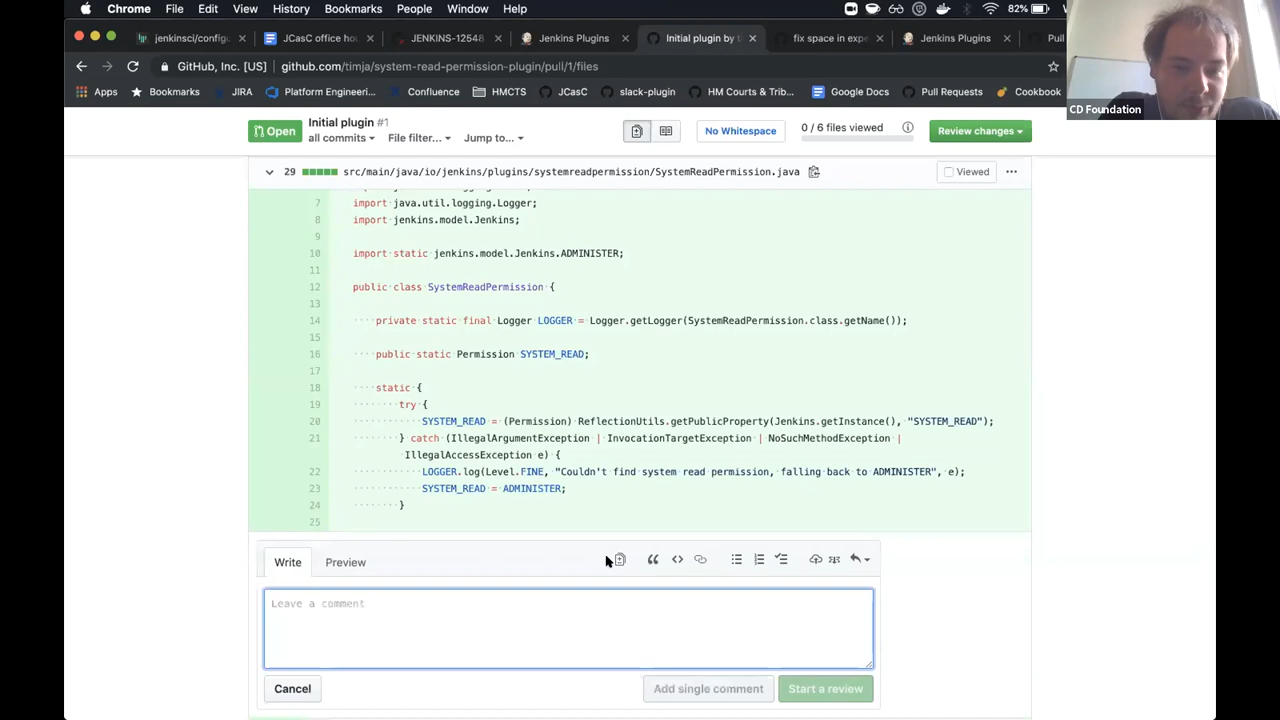 Chrome File Edit View History Bookmarks People Window Help 82%
jenkinsci/config JCasC office ho JENKINS-12548 Jenkins Plugins Initial plugin by t fix space in exp Jenkins Plugins Pul
GitHub, Inc. [US] github.com/timja/system-read-permission-plugin/pull/1/files
Apps Bookmarks JIRA Platform Engineeri... Confluence HMCTS JCasC slack-plugin HM Courts & Trib... Google Docs Pull Requests Cookbook
CD Foundation
Open Initial plugin #1
all commits File filter... Jump to... No Whitespace 0 / 6 files viewed Review changes
29 src/main/java/io/jenkins/plugins/systemreadpermission/SystemReadPermission.java Viewed
7 import java.util.logging.Logger;
8 import jenkins.model.Jenkins;
9
10 import static jenkins.model.Jenkins.ADMINISTER;
11
12 public class SystemReadPermission {
13
14 private static final Logger LOGGER = Logger.getLogger(SystemReadPermission.class.getName());
15
16 public static Permission SYSTEM_READ;
17
18 static {
19 try {
20 SYSTEM_READ = (Permission) ReflectionUtils.getPublicProperty(Jenkins.getInstance(), "SYSTEM_READ");
21 } catch (IllegalArgumentException | InvocationTargetException | NoSuchMethodException |
IllegalAccessException e) {
22 LOGGER.log(Level.FINE, "Couldn't find system read permission, falling back to ADMINISTER", e);
23 SYSTEM_READ = ADMINISTER;
24 }
25
Write Preview
Leave a comment
Cancel Add single comment Start a review